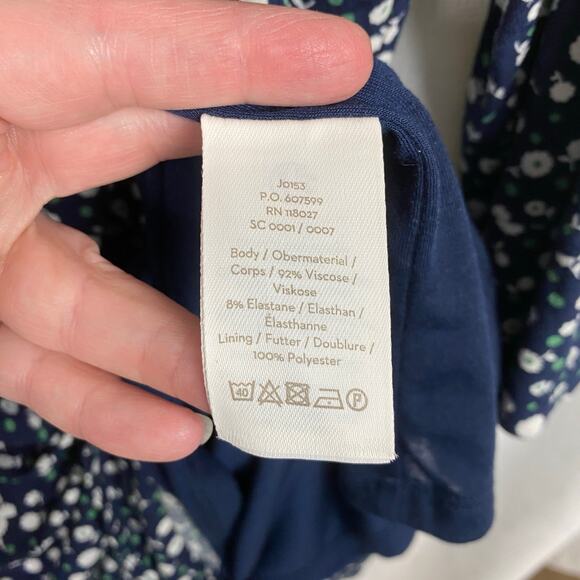 J0153
P.O. 607599
RN 118027
SC 0001 / 0007
Body / Obermaterial /
Corps / 92% Viscose /
Viskose
8% Elastane / Elasthan /
Élasthanne
Lining / Futter / Doublure /
100% Polyester
40 P